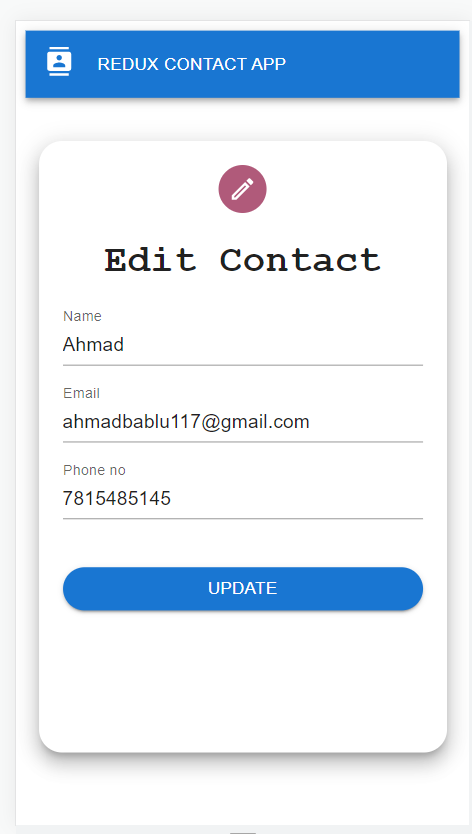 REDUX CONTACT APP
Edit Contact
Name
Ahmad
Email
ahmadbablu117@gmail.com
Phone no
7815485145
UPDATE